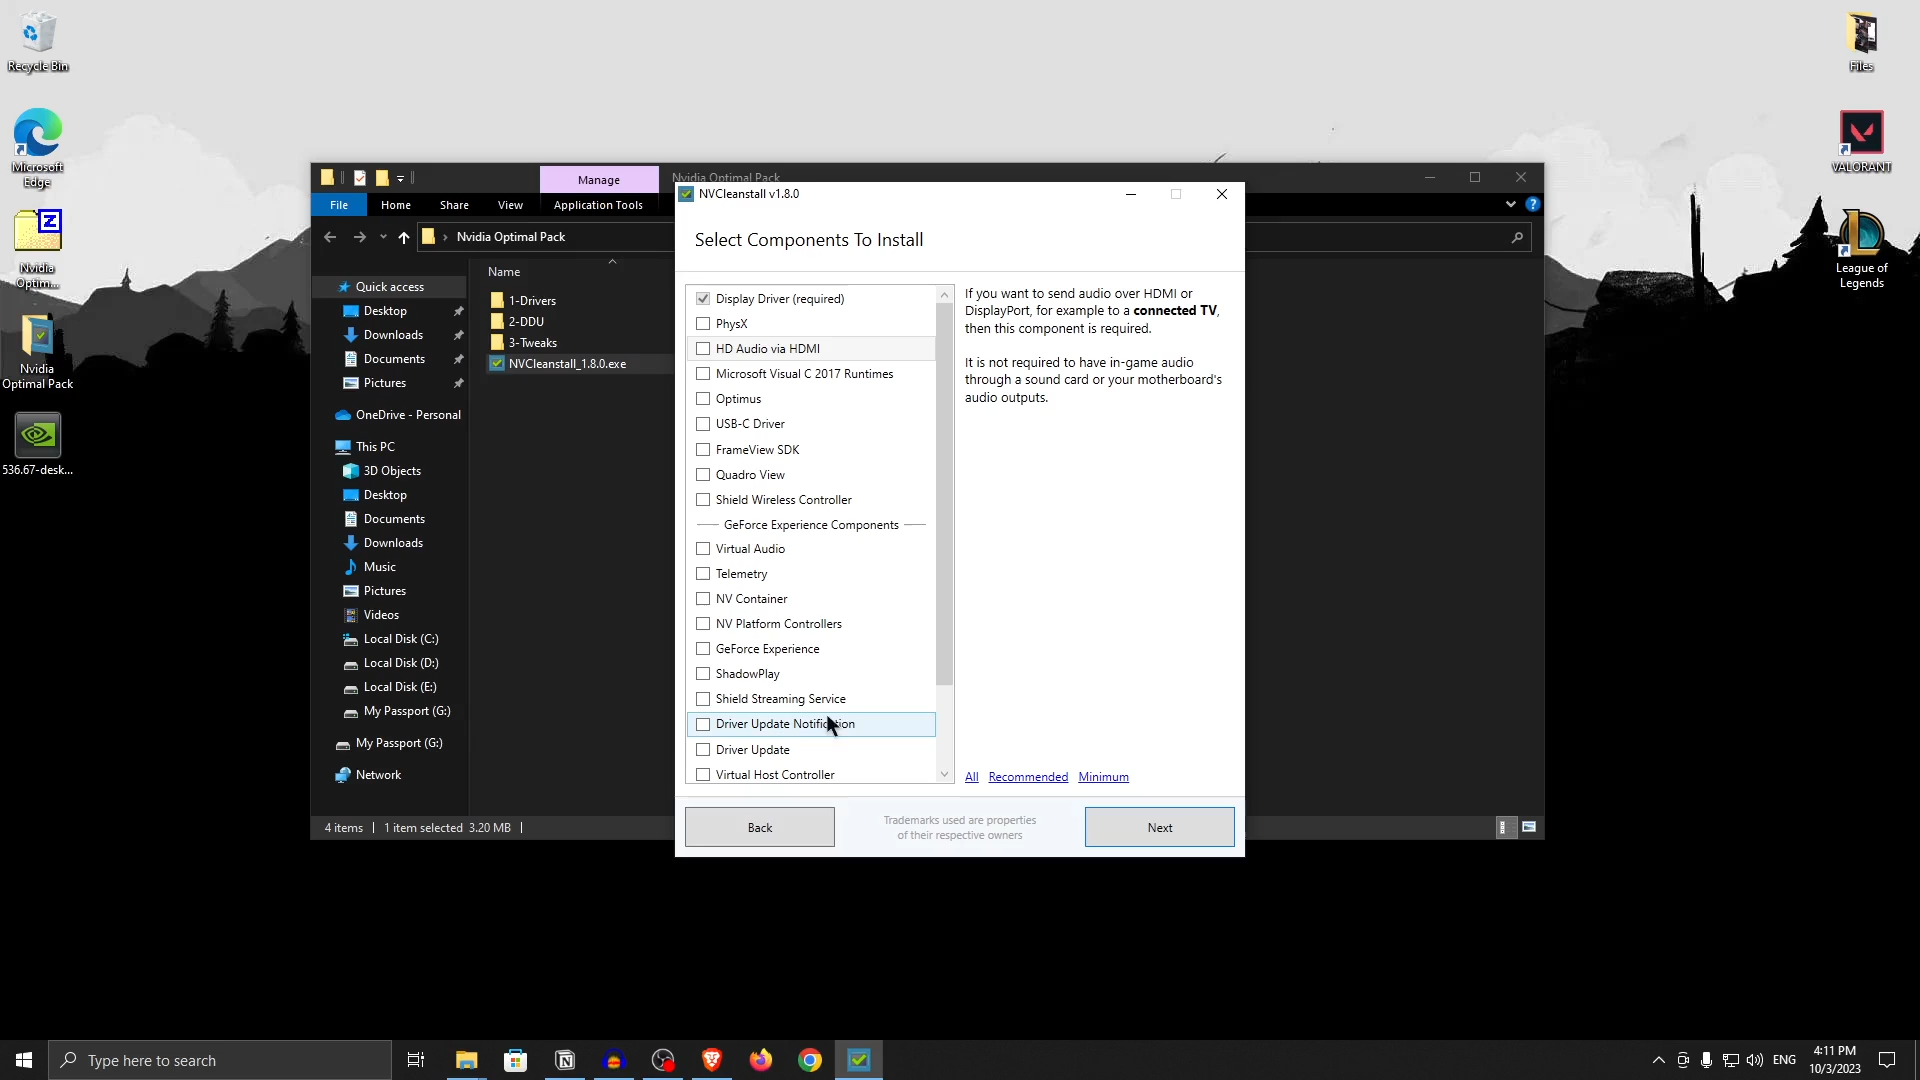 Recycle Bin
Microsoft
Edge
Nvidia
Optim...
Nvidia
Optimal Pack
536.67-desk...
Files
VALORANT
League of
Legends
Manage
Nvidia Optimal Pack
File
Home
Share
View
Application Tools
Nvidia Optimal Pack
Quick access
Desktop
Downloads
Documents
Pictures
OneDrive - Personal
This PC
3D Objects
Desktop
Documents
Downloads
Music
Pictures
Videos
Local Disk (C:)
Local Disk (D:)
Local Disk (E:)
My Passport (G:)
My Passport (G:)
Network
Name
1-Drivers
2-DDU
3-Tweaks
NVCleanstall_1.8.0.exe
4 items
1 item selected 3.20 MB
NVCleanstall v1.8.0
Select Components To Install
Display Driver (required)
PhysX
HD Audio via HDMI
Microsoft Visual C 2017 Runtimes
Optimus
USB-C Driver
FrameView SDK
Quadro View
Shield Wireless Controller
GeForce Experience Components
Virtual Audio
Telemetry
NV Container
NV Platform Controllers
GeForce Experience
ShadowPlay
Shield Streaming Service
Driver Update Notification
Driver Update
Virtual Host Controller
If you want to send audio over HDMI or
DisplayPort, for example to a connected TV,
then this component is required.
It is not required to have in-game audio
through a sound card or your motherboard's
audio outputs.
All Recommended Minimum
Back
Trademarks used are properties
of their respective owners
Next
Type here to search
ENG
4:11 PM
10/3/2023